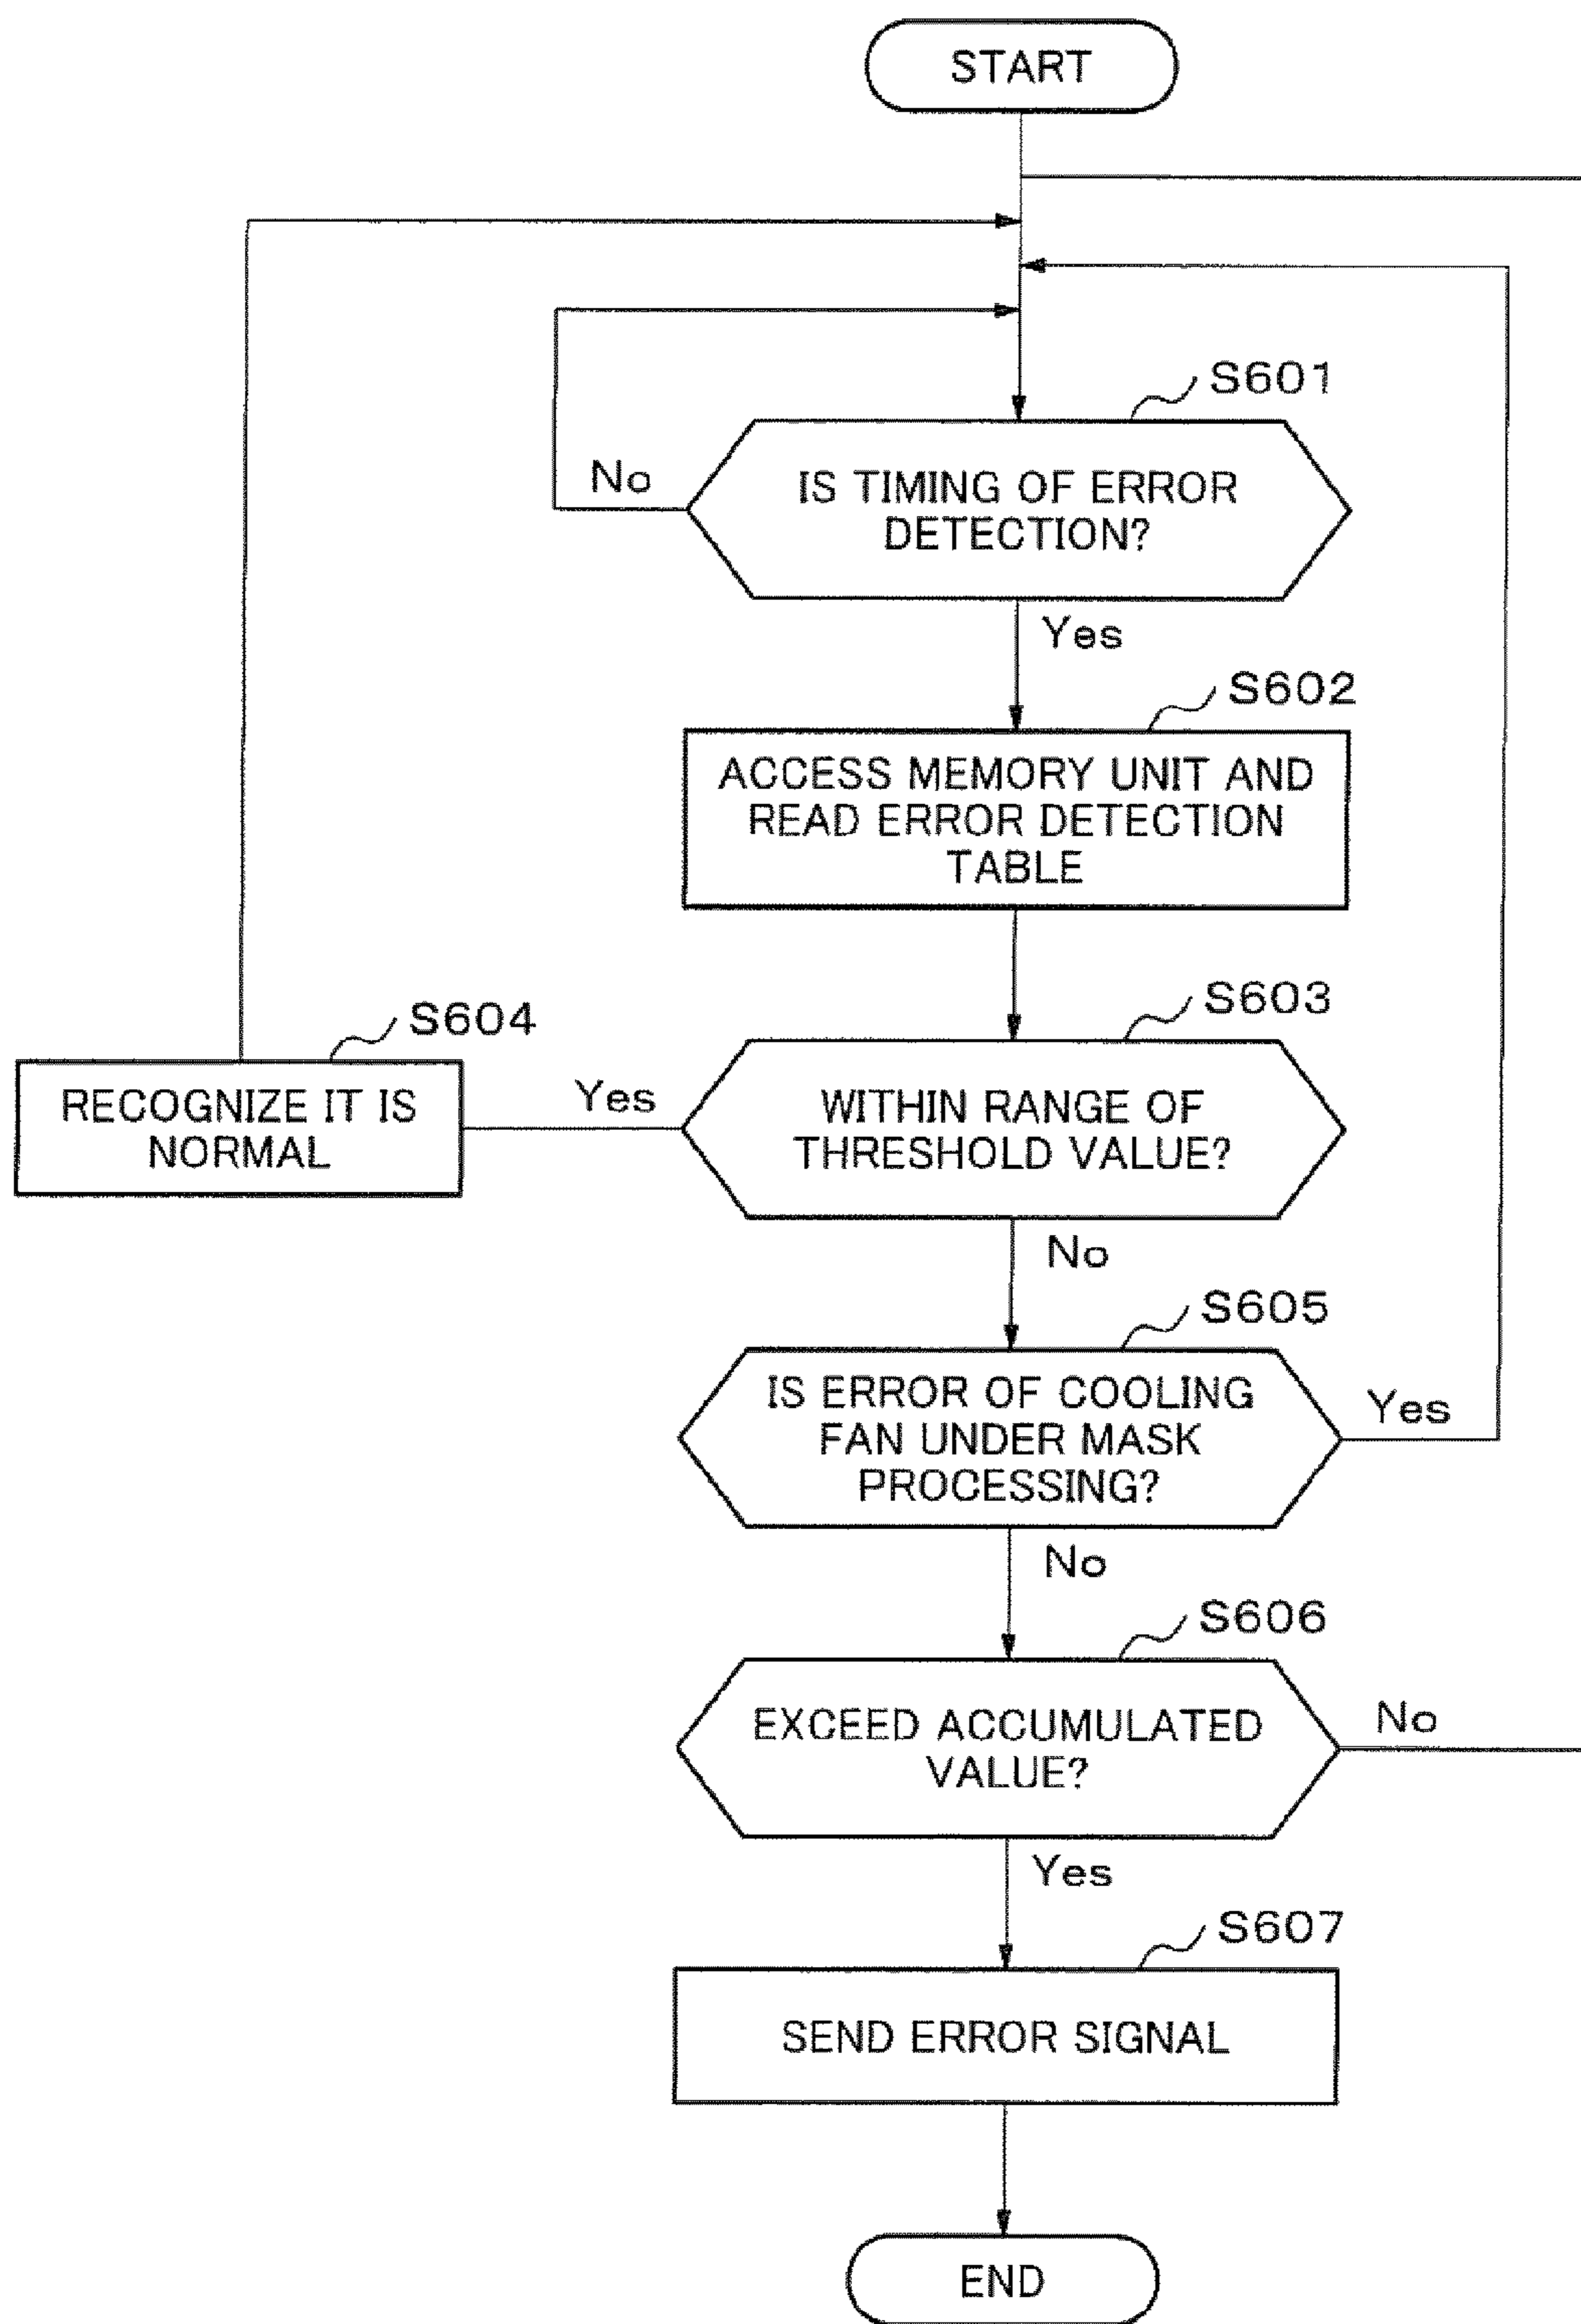 START
S601
No
IS TIMING OF ERROR
DETECTION?
Yes
S602
ACCESS MEMORY UNIT AND
READ ERROR DETECTION
TABLE
S603
S604
RECOGNIZE IT IS
NORMAL
Yes
WITHIN RANGE OF
THRESHOLD VALUE?
No
S605
IS ERROR OF COOLING
FAN UNDER MASK
PROCESSING?
Yes
No
S606
EXCEED ACCUMULATED
VALUE?
No
Yes
S607
SEND ERROR SIGNAL
END